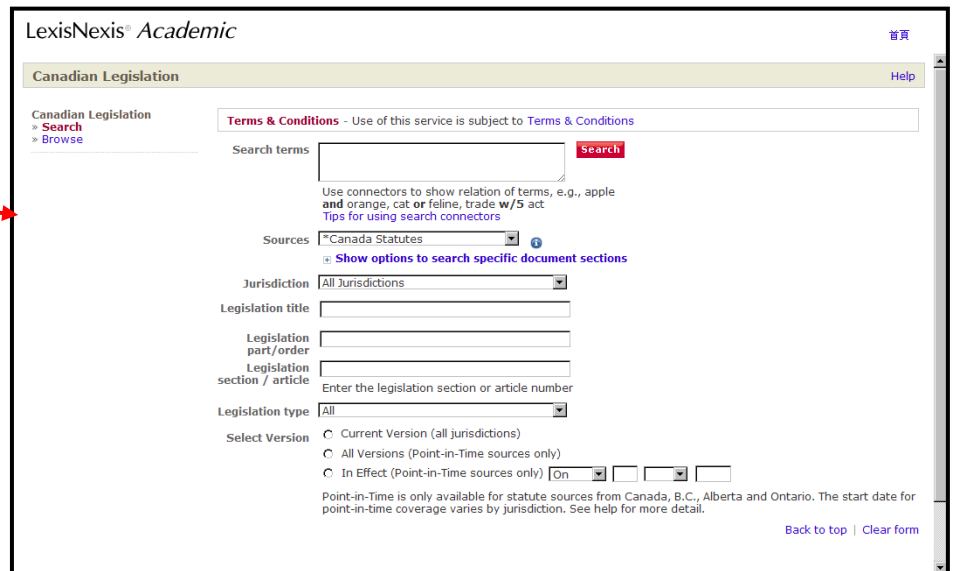 LexisNexis® Academic
首頁
Canadian Legislation
Help
Canadian Legislation
» Search
» Browse
Terms & Conditions - Use of this service is subject to Terms & Conditions
Search terms
Search
Use connectors to show relation of terms, e.g., apple
and orange, cat or feline, trade w/5 act
Tips for using search connectors
Sources
*Canada Statutes
Show options to search specific document sections
Jurisdiction
All Jurisdictions
Legislation title
Legislation
part/order
Legislation
section / article
Enter the legislation section or article number
Legislation type
All
Select Version
Current Version (all jurisdictions)
All Versions (Point-in-Time sources only)
In Effect (Point-in-Time sources only)
On
Point-in-Time is only available for statute sources from Canada, B.C., Alberta and Ontario. The start date for
point-in-time coverage varies by jurisdiction. See help for more detail.
Back to top | Clear form